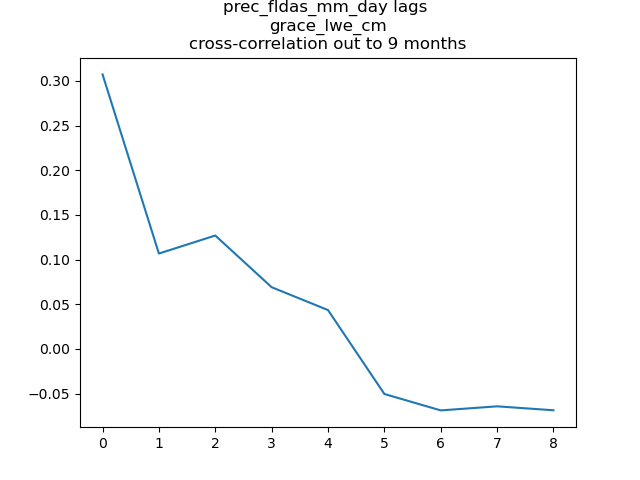 prec_fldas_mm_day lags
grace_lwe_cm
cross-correlation out to 9 months
0.30
0.25
0.20
0.15
0.10
0.05
0.00
−0.05
0 1 2 3 4 5 6 7 8